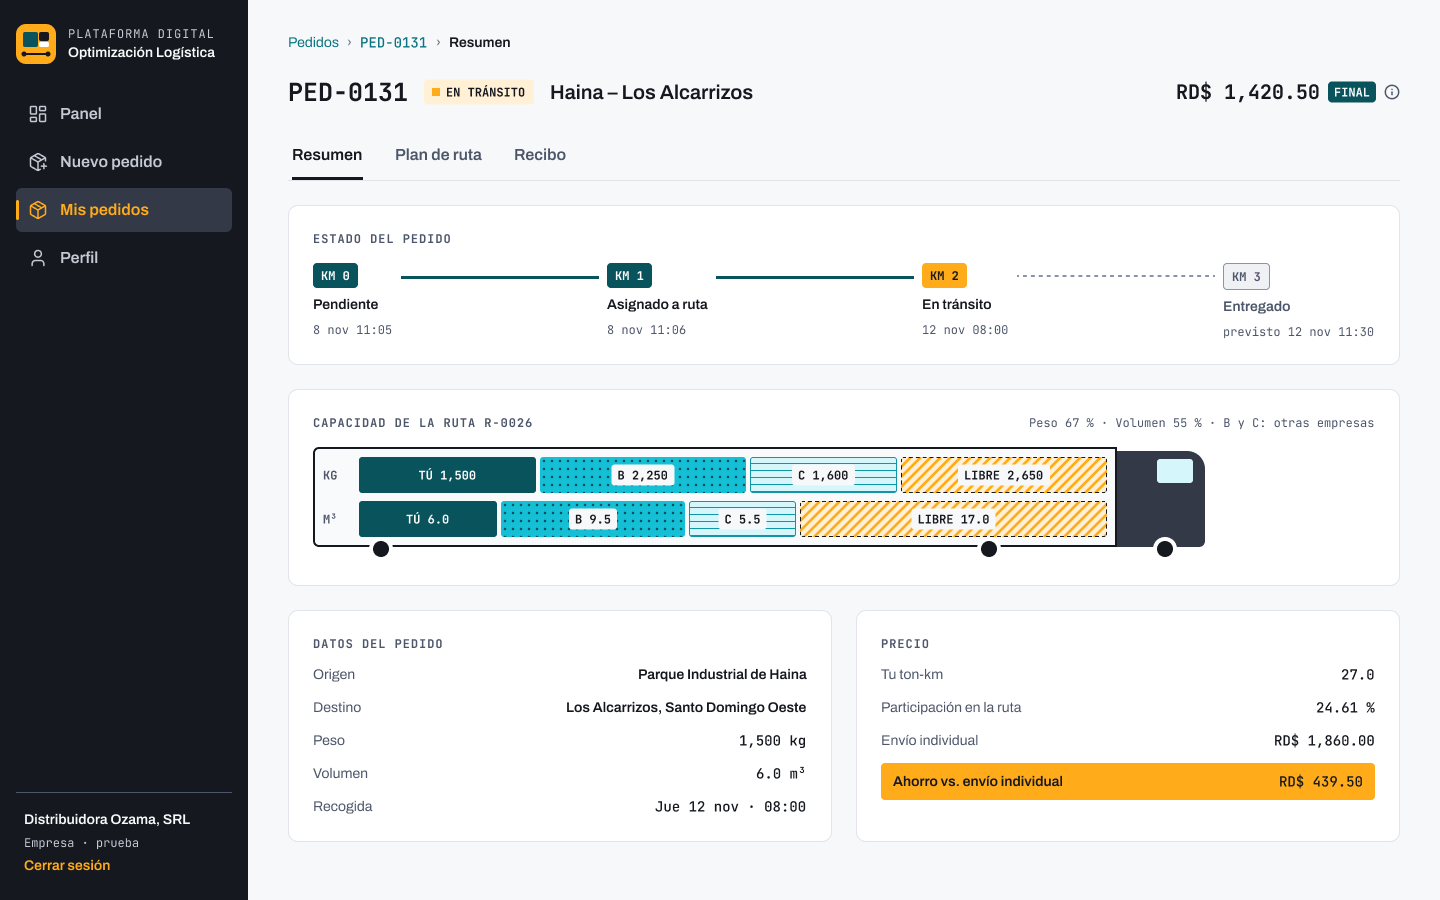 PLATAFORMA DIGITAL
Optimización Logística
Panel
Nuevo pedido
Mis pedidos
Perfil
Distribuidora Ozama, SRL
Empresa · prueba
Cerrar sesión
Pedidos › PED-0131 › Resumen
PED-0131 EN TRÁNSITO Haina – Los Alcarrizos RD$ 1,420.50 FINAL
Resumen Plan de ruta Recibo
ESTADO DEL PEDIDO
KM 0 KM 1 KM 2 KM 3
Pendiente Asignado a ruta En tránsito Entregado
8 nov 11:05 8 nov 11:06 12 nov 08:00 previsto 12 nov 11:30
CAPACIDAD DE LA RUTA R-0026 Peso 67 % · Volumen 55 % · B y C: otras empresas
KG TÚ 1,500 B 2,250 C 1,600 LIBRE 2,650
M³ TÚ 6.0 B 9.5 C 5.5 LIBRE 17.0
DATOS DEL PEDIDO
Origen Parque Industrial de Haina
Destino Los Alcarrizos, Santo Domingo Oeste
Peso 1,500 kg
Volumen 6.0 m³
Recogida Jue 12 nov · 08:00
PRECIO
Tu ton-km 27.0
Participación en la ruta 24.61 %
Envío individual RD$ 1,860.00
Ahorro vs. envío individual RD$ 439.50